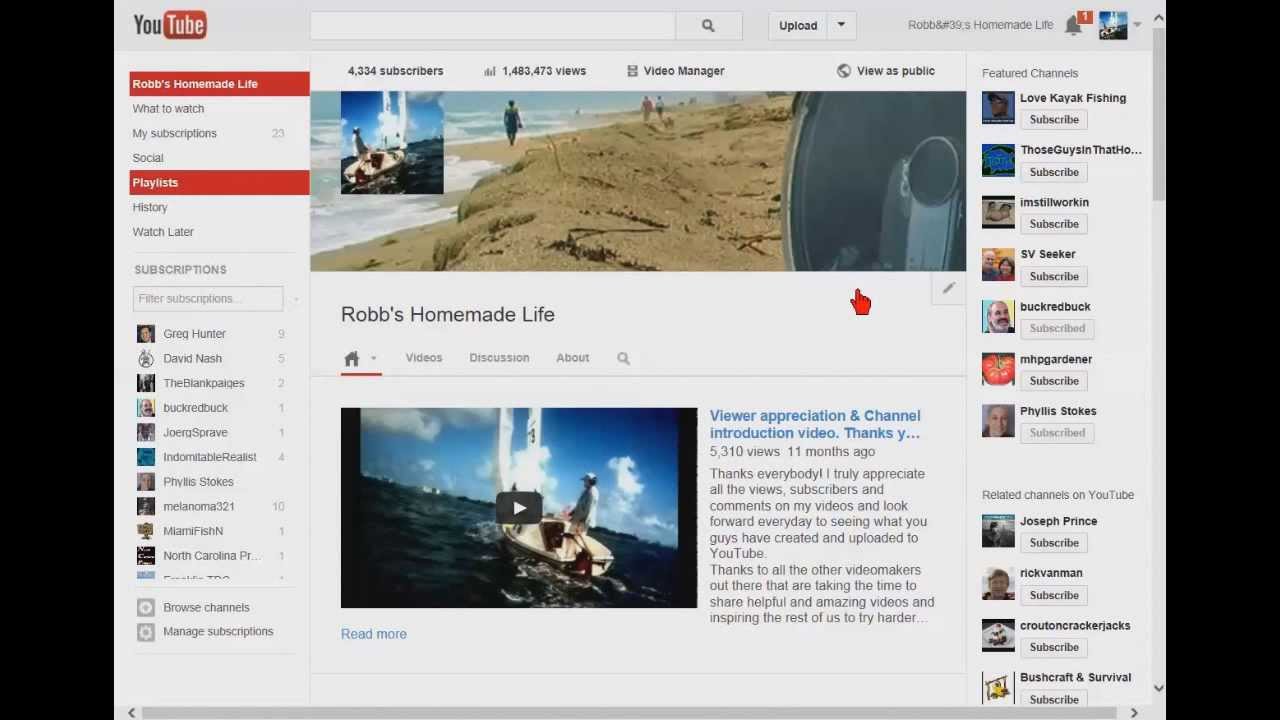 YouTube
Upload
Robb&#39;s Homemade Life
1
Robb's Homemade Life
What to watch
My subscriptions 23
Social
Playlists
History
Watch Later
SUBSCRIPTIONS
Filter subscriptions...
Greg Hunter 9
David Nash 5
TheBlankpaiges 2
buckredbuck 1
JoergSprave 1
IndomitableRealist 4
Phyllis Stokes
melanoma321 10
MiamiFishN 1
North Carolina Pr... 1
Browse channels
Manage subscriptions
4,334 subscribers
1,483,473 views
Video Manager
View as public
Robb's Homemade Life
Videos
Discussion
About
Viewer appreciation & Channel
introduction video. Thanks y...
5,310 views 11 months ago
Thanks everybody! I truly appreciate
all the views, subscribers and
comments on my videos and look
forward everyday to seeing what you
guys have created and uploaded to
YouTube.
Thanks to all the other videomakers
out there that are taking the time to
share helpful and amazing videos and
inspiring the rest of us to try harder...
Read more
Featured Channels
Love Kayak Fishing
Subscribe
ThoseGuysInThatHo...
Subscribe
imstillworkin
Subscribe
SV Seeker
Subscribe
buckredbuck
Subscribed
mhpgardener
Subscribe
Phyllis Stokes
Subscribed
Related channels on YouTube
Joseph Prince
Subscribe
rickvanman
Subscribe
croutoncrackerjacks
Subscribe
Bushcraft & Survival
Subscribe